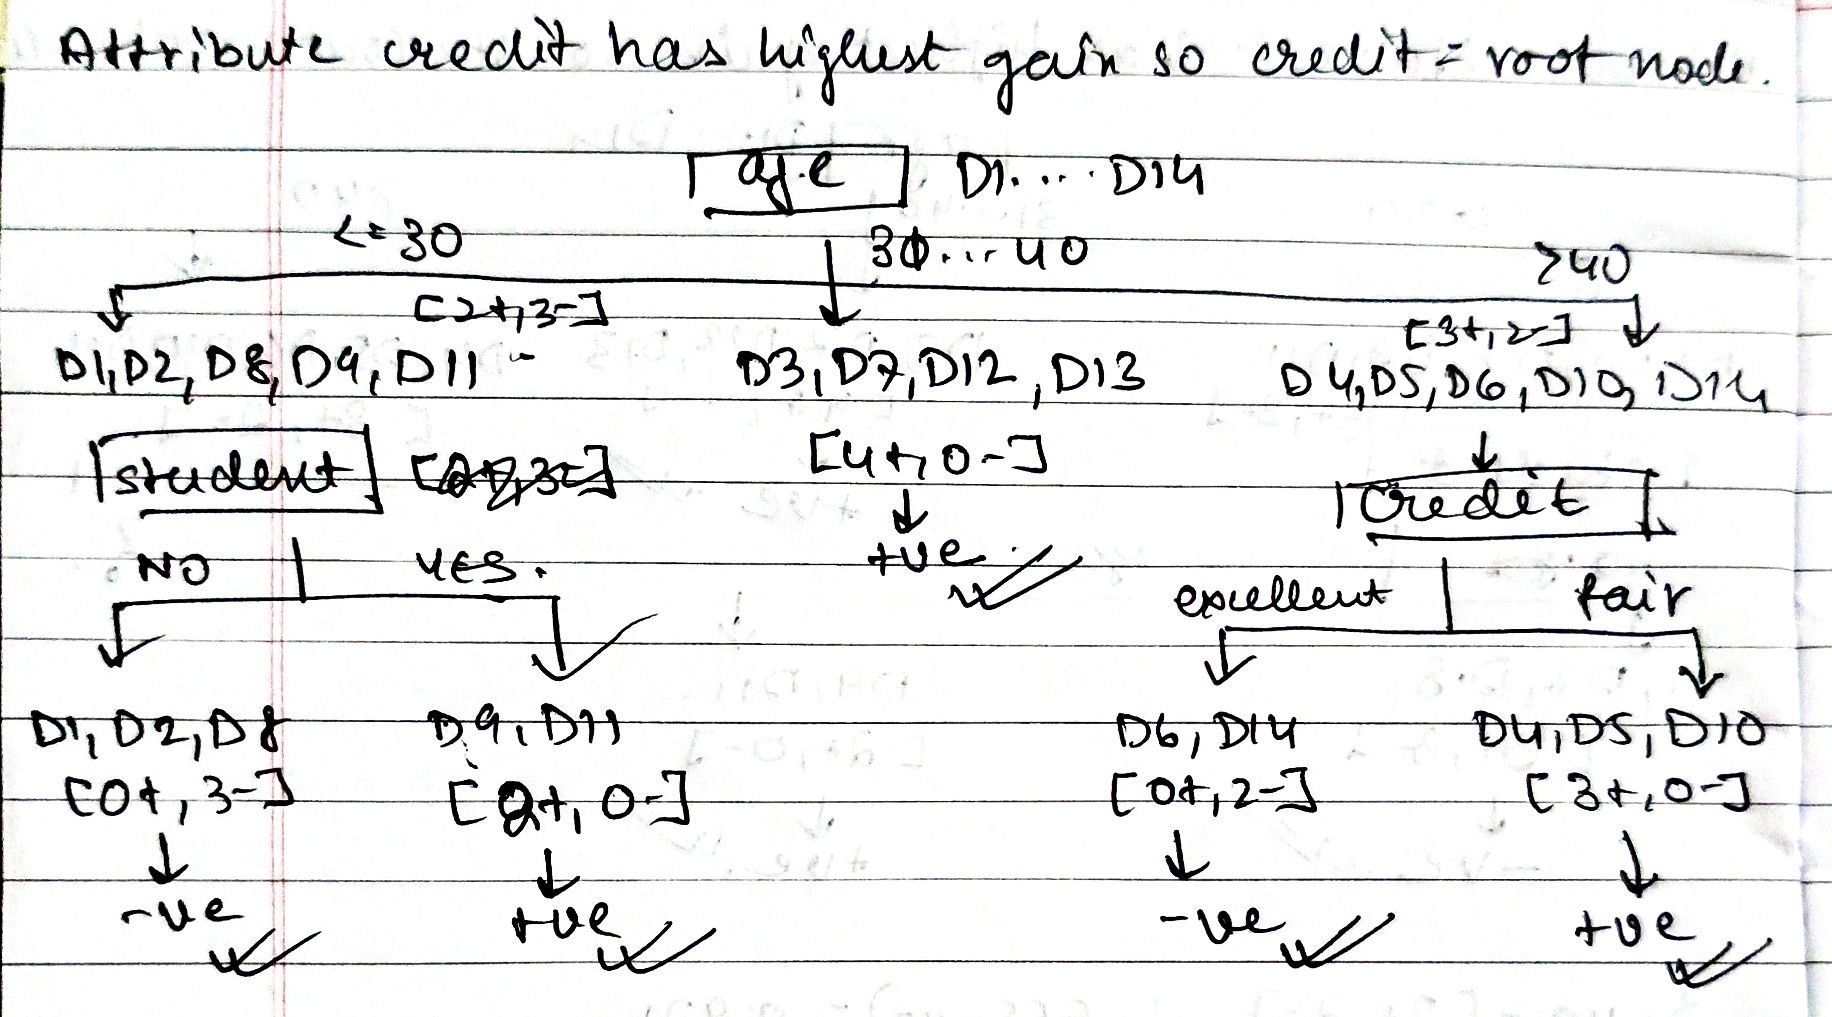 Attribute credit has highest gain so credit = root node.
age D1.... D14
<=30 30...40 >40
[2+,3-] [3+,2-]
D1,D2,D8,D9,D11 D3,D7,D12,D13 D4,D5,D6,D10,D14
student [2+,3-] [4+,0-] credit
NO YES. +ve excellent fair
D1,D2,D8 D9,D11 D6,D14 D4,D5,D10
[0+,3-] [2+,0-] [0+,2-] [3+,0-]
-ve +ve -ve +ve